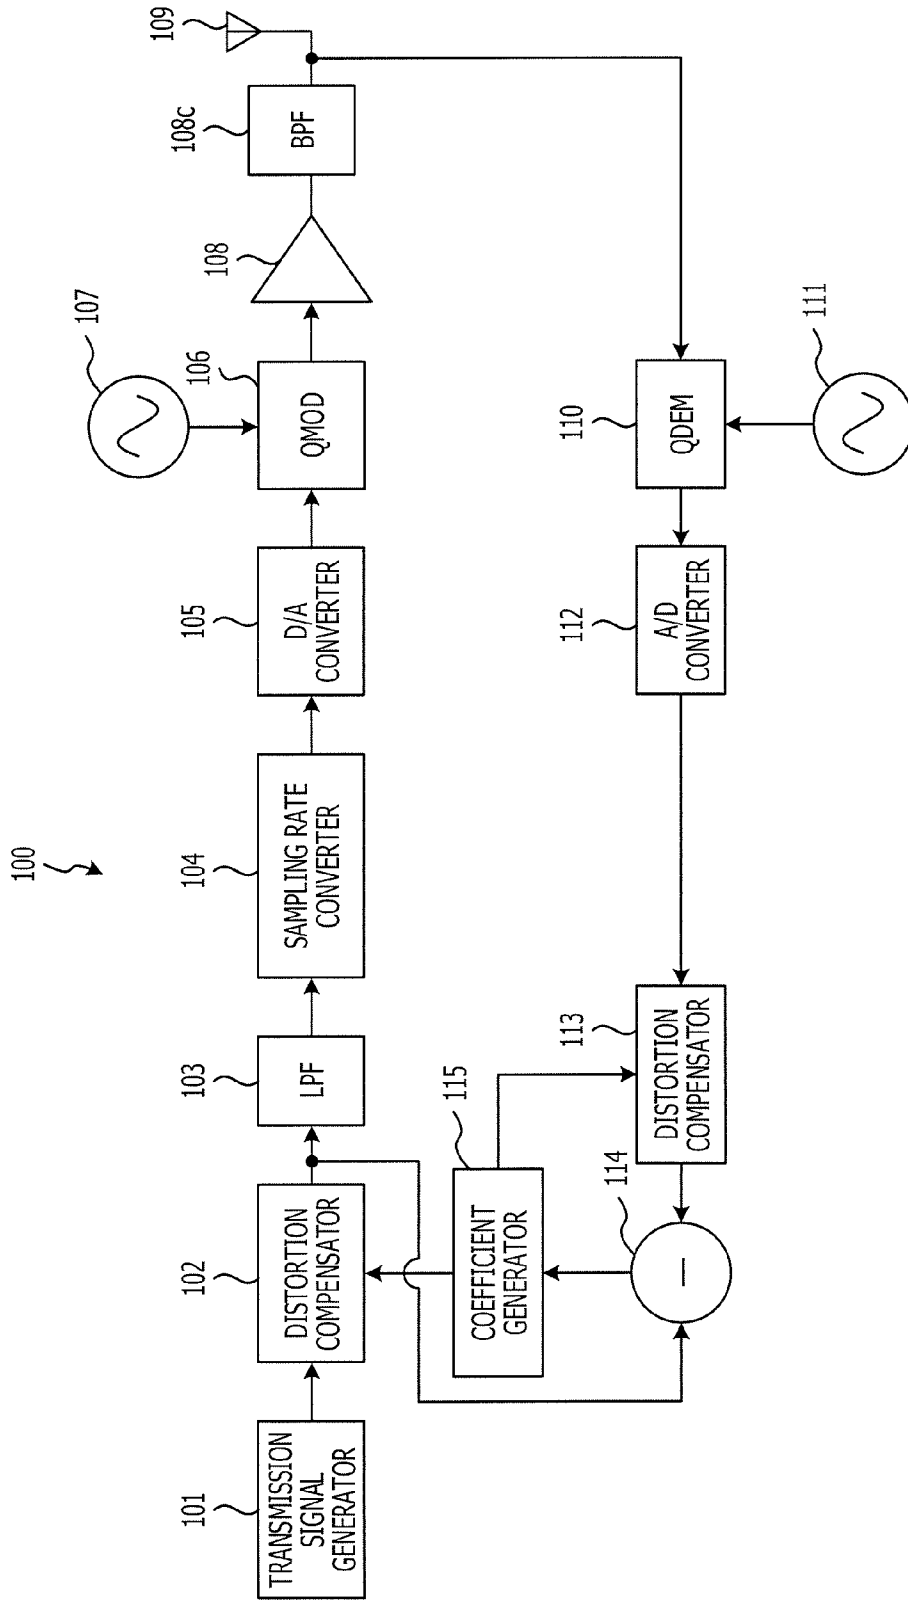 100
101
TRANSMISSION
SIGNAL
GENERATOR
102
DISTORTION
COMPENSATOR
103
LPF
104
SAMPLING RATE
CONVERTER
105
D/A
CONVERTER
106
QMOD
107
108
108c
BPF
109
110
QDEM
111
112
A/D
CONVERTER
113
DISTORTION
COMPENSATOR
114
115
COEFFICIENT
GENERATOR